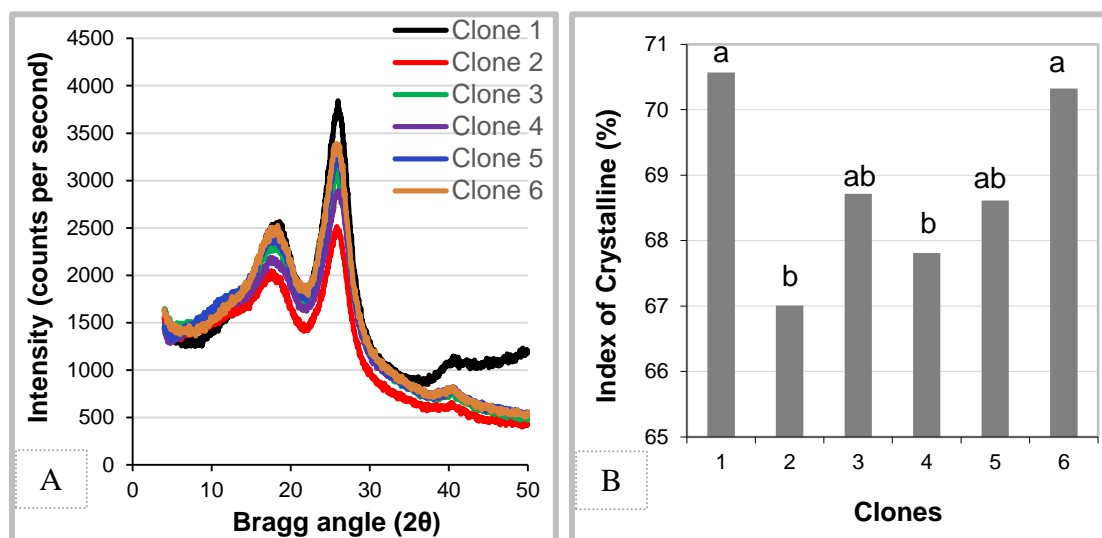 4500
4000
3500
3000
2500
2000
1500
1000
500
0
0 10 20 30 40 50
Intensity (counts per second)
Bragg angle (2θ)
Clone 1
Clone 2
Clone 3
Clone 4
Clone 5
Clone 6
A
71
70
69
68
67
66
65
Index of Crystalline (%)
a
b
ab
b
ab
a
1 2 3 4 5 6
Clones
B